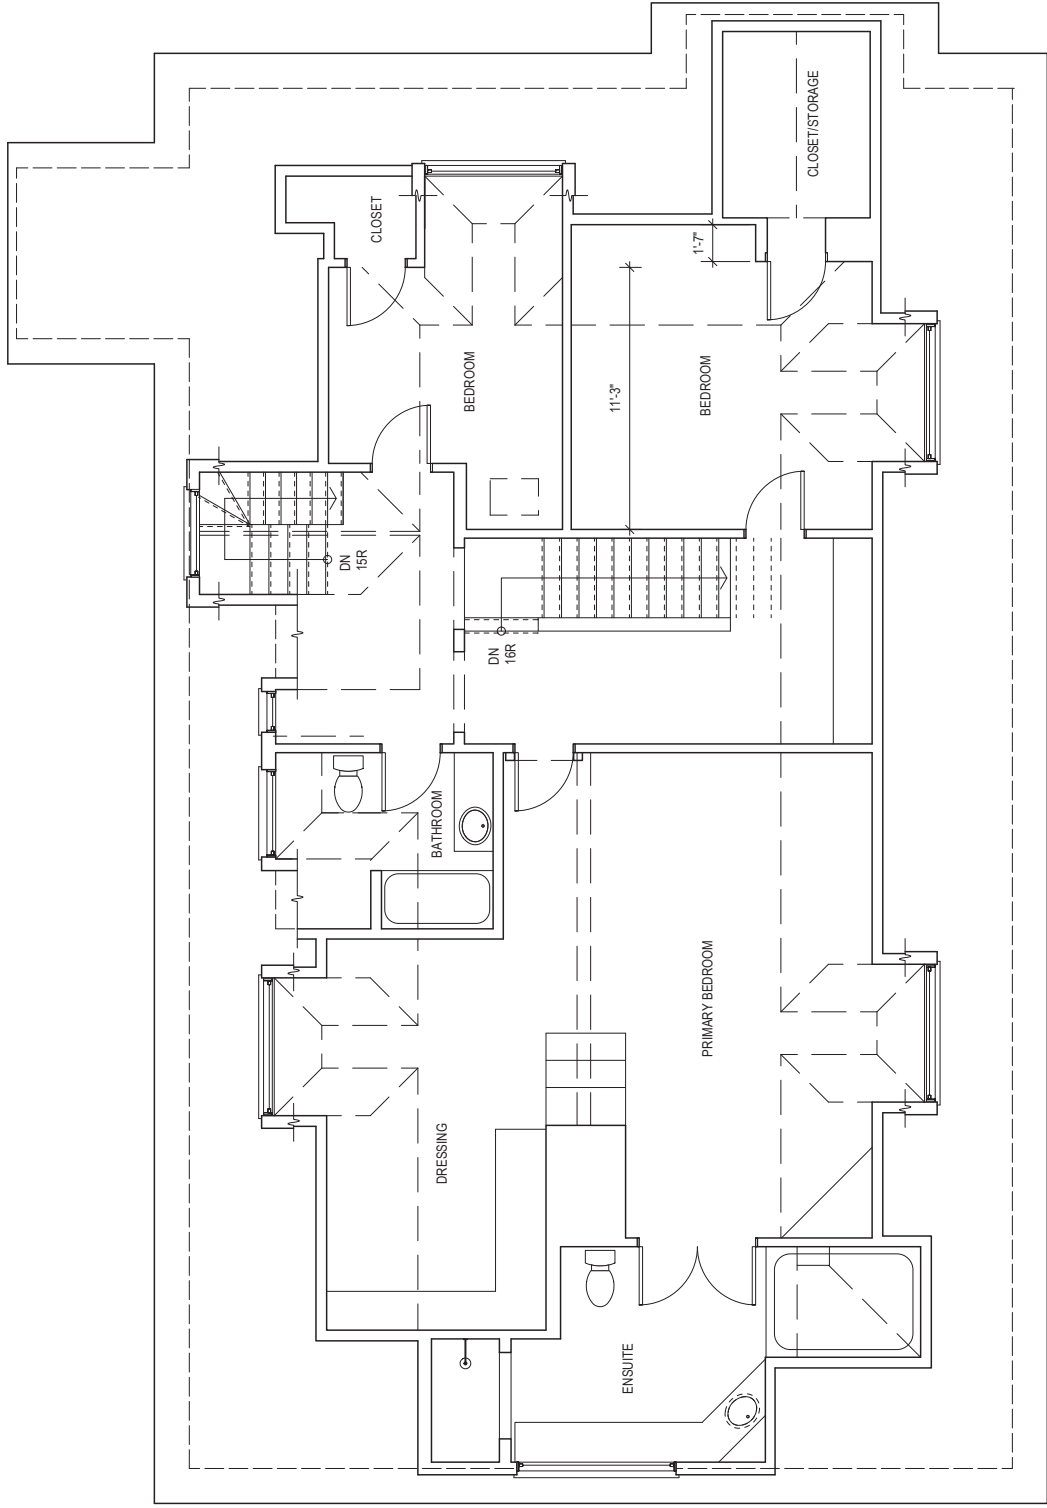 CLOSET/STORAGE
CLOSET
1'-7"
BEDROOM
BEDROOM
11'-3"
DN
15R
DN
16R
BATHROOM
PRIMARY BEDROOM
DRESSING
ENSUITE